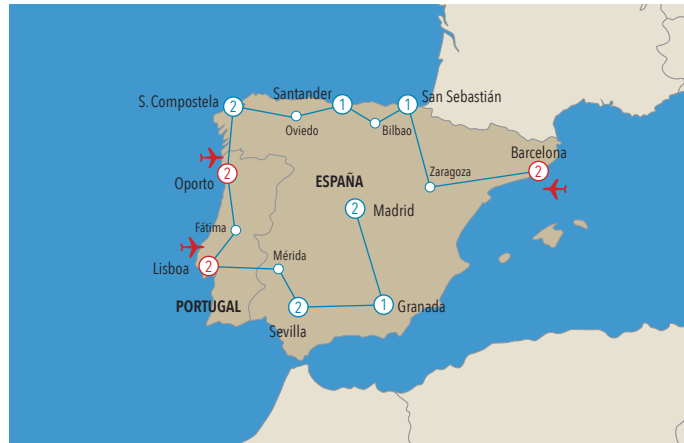 S. Compostela
2
Oviedo
Santander
1
Bilbao
San Sebastián
1
Barcelona
2
Zaragoza
Oporto
2
ESPAÑA
2
Madrid
Fátima
Lisboa
2
Mérida
PORTUGAL
2
Sevilla
1
Granada